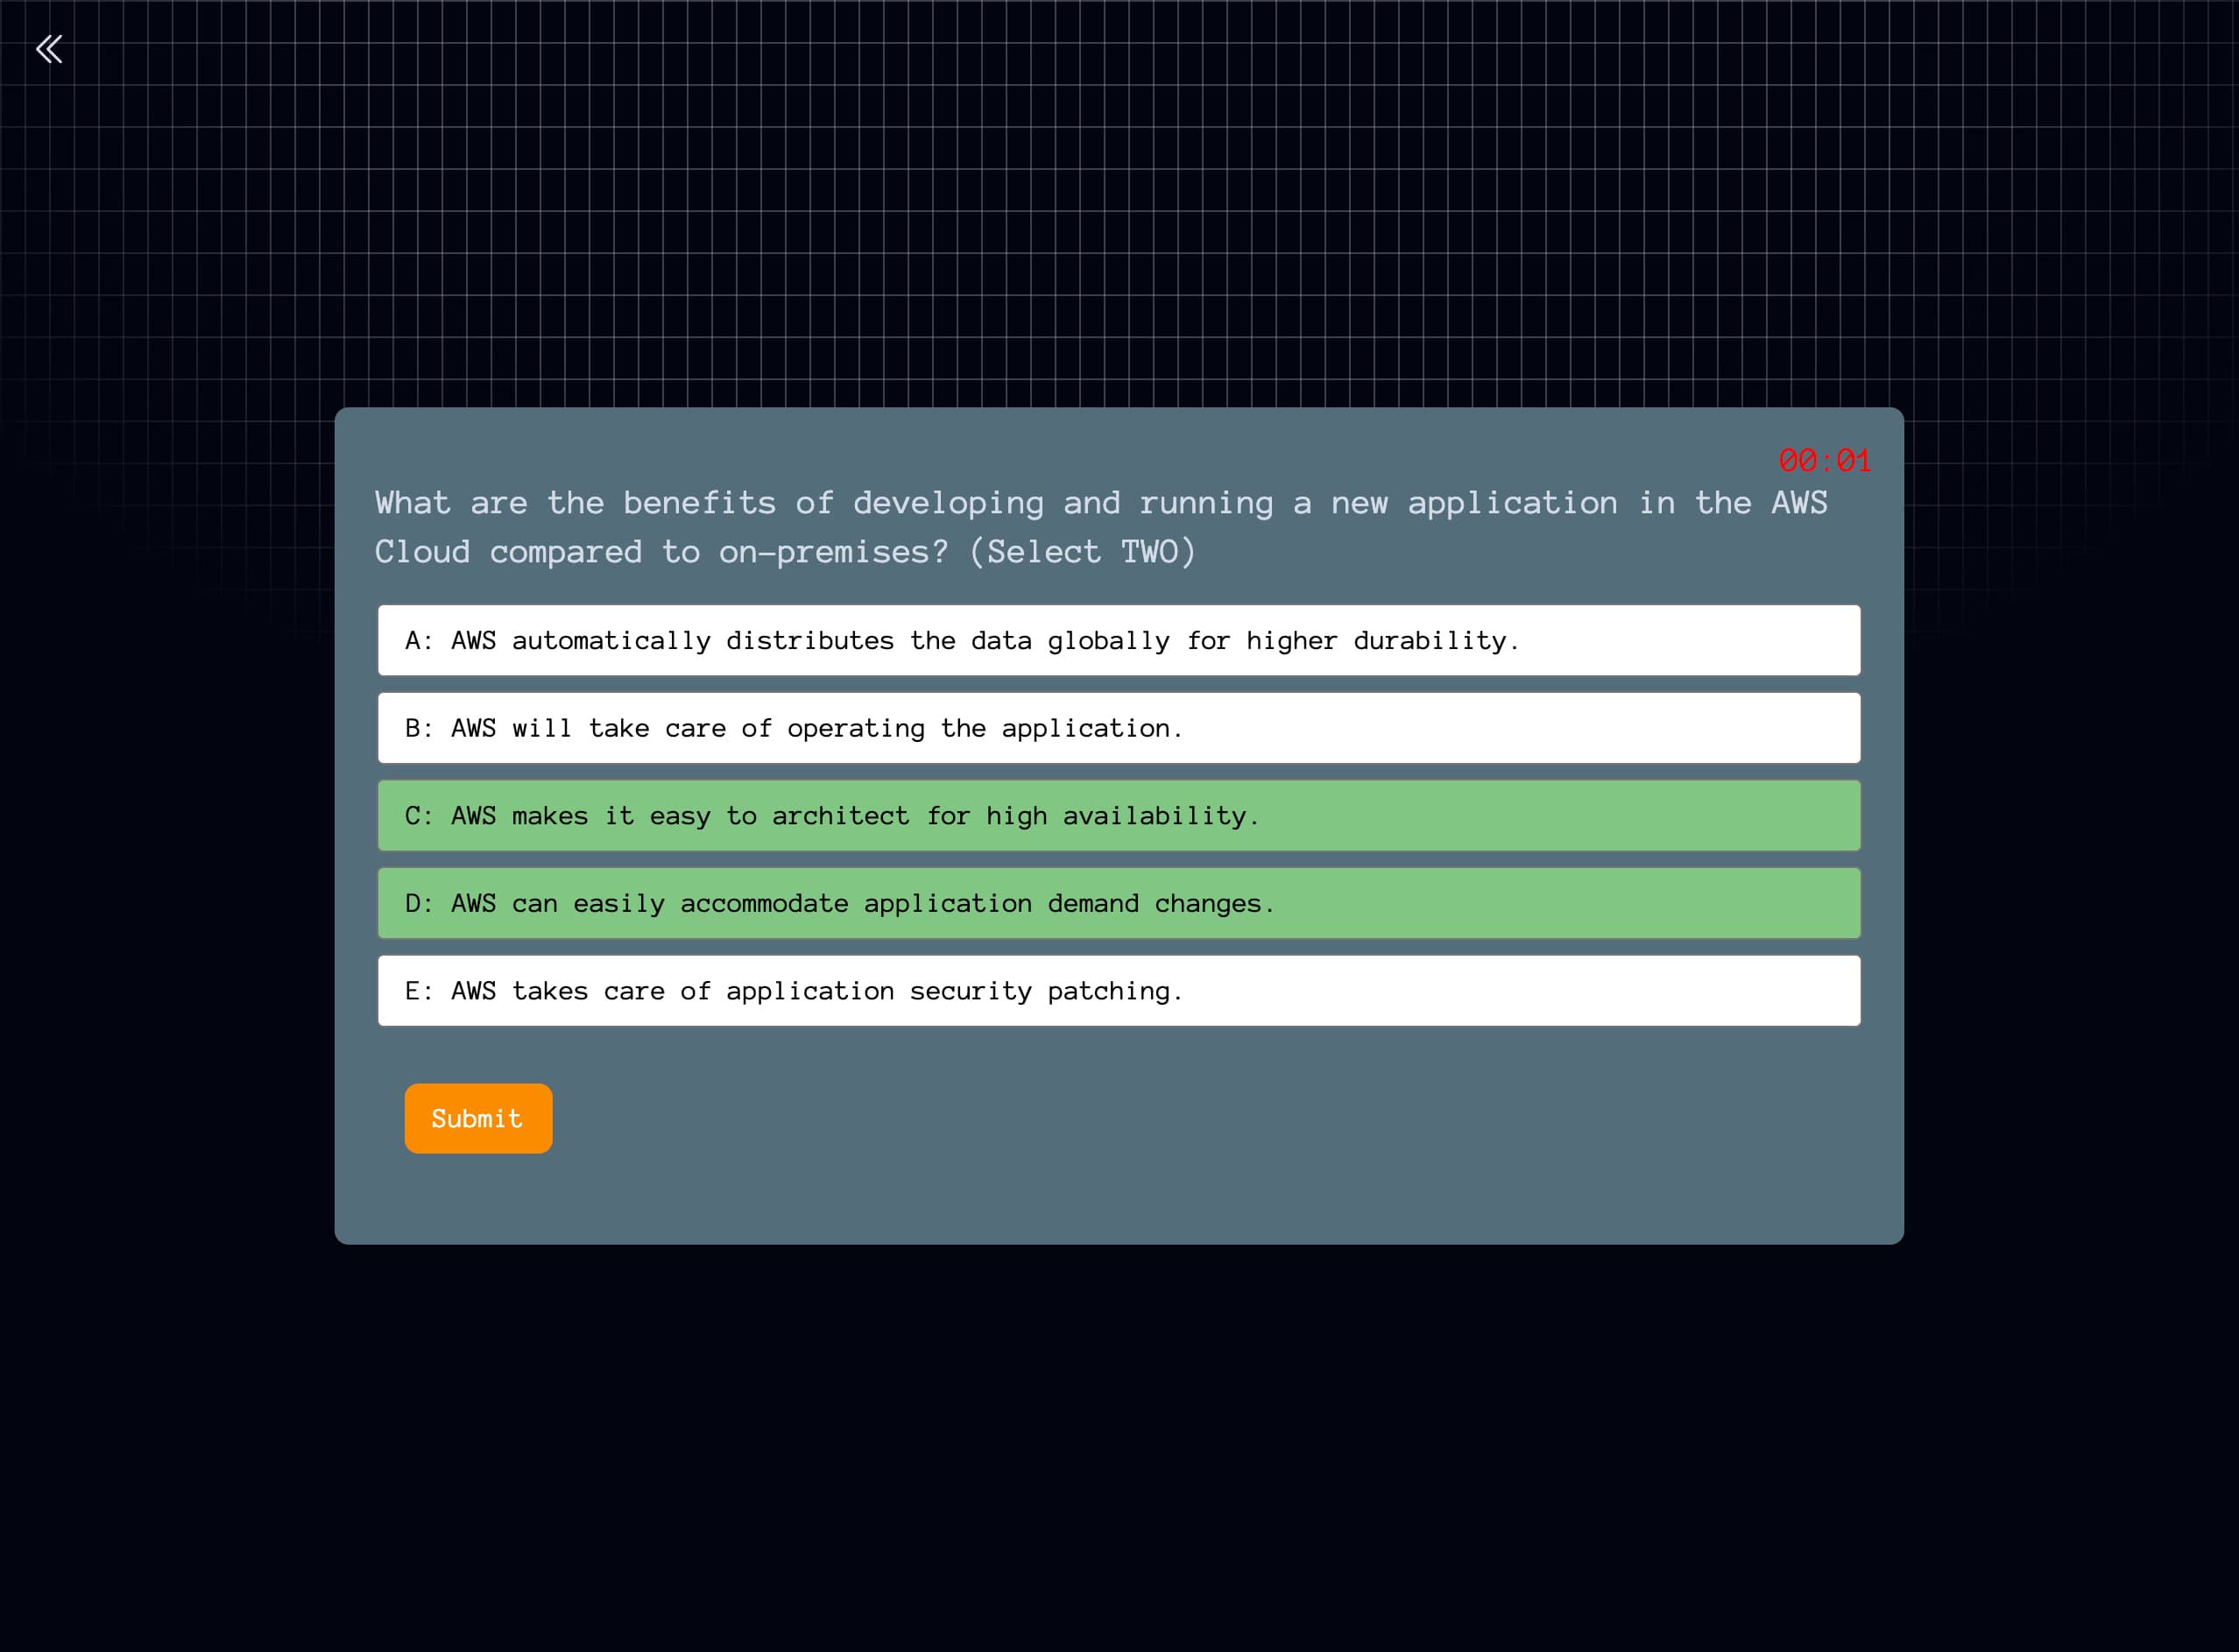 00:01
What are the benefits of developing and running a new application in the AWS
Cloud compared to on-premises? (Select TWO)
A: AWS automatically distributes the data globally for higher durability.
B: AWS will take care of operating the application.
C: AWS makes it easy to architect for high availability.
D: AWS can easily accommodate application demand changes.
E: AWS takes care of application security patching.
Submit